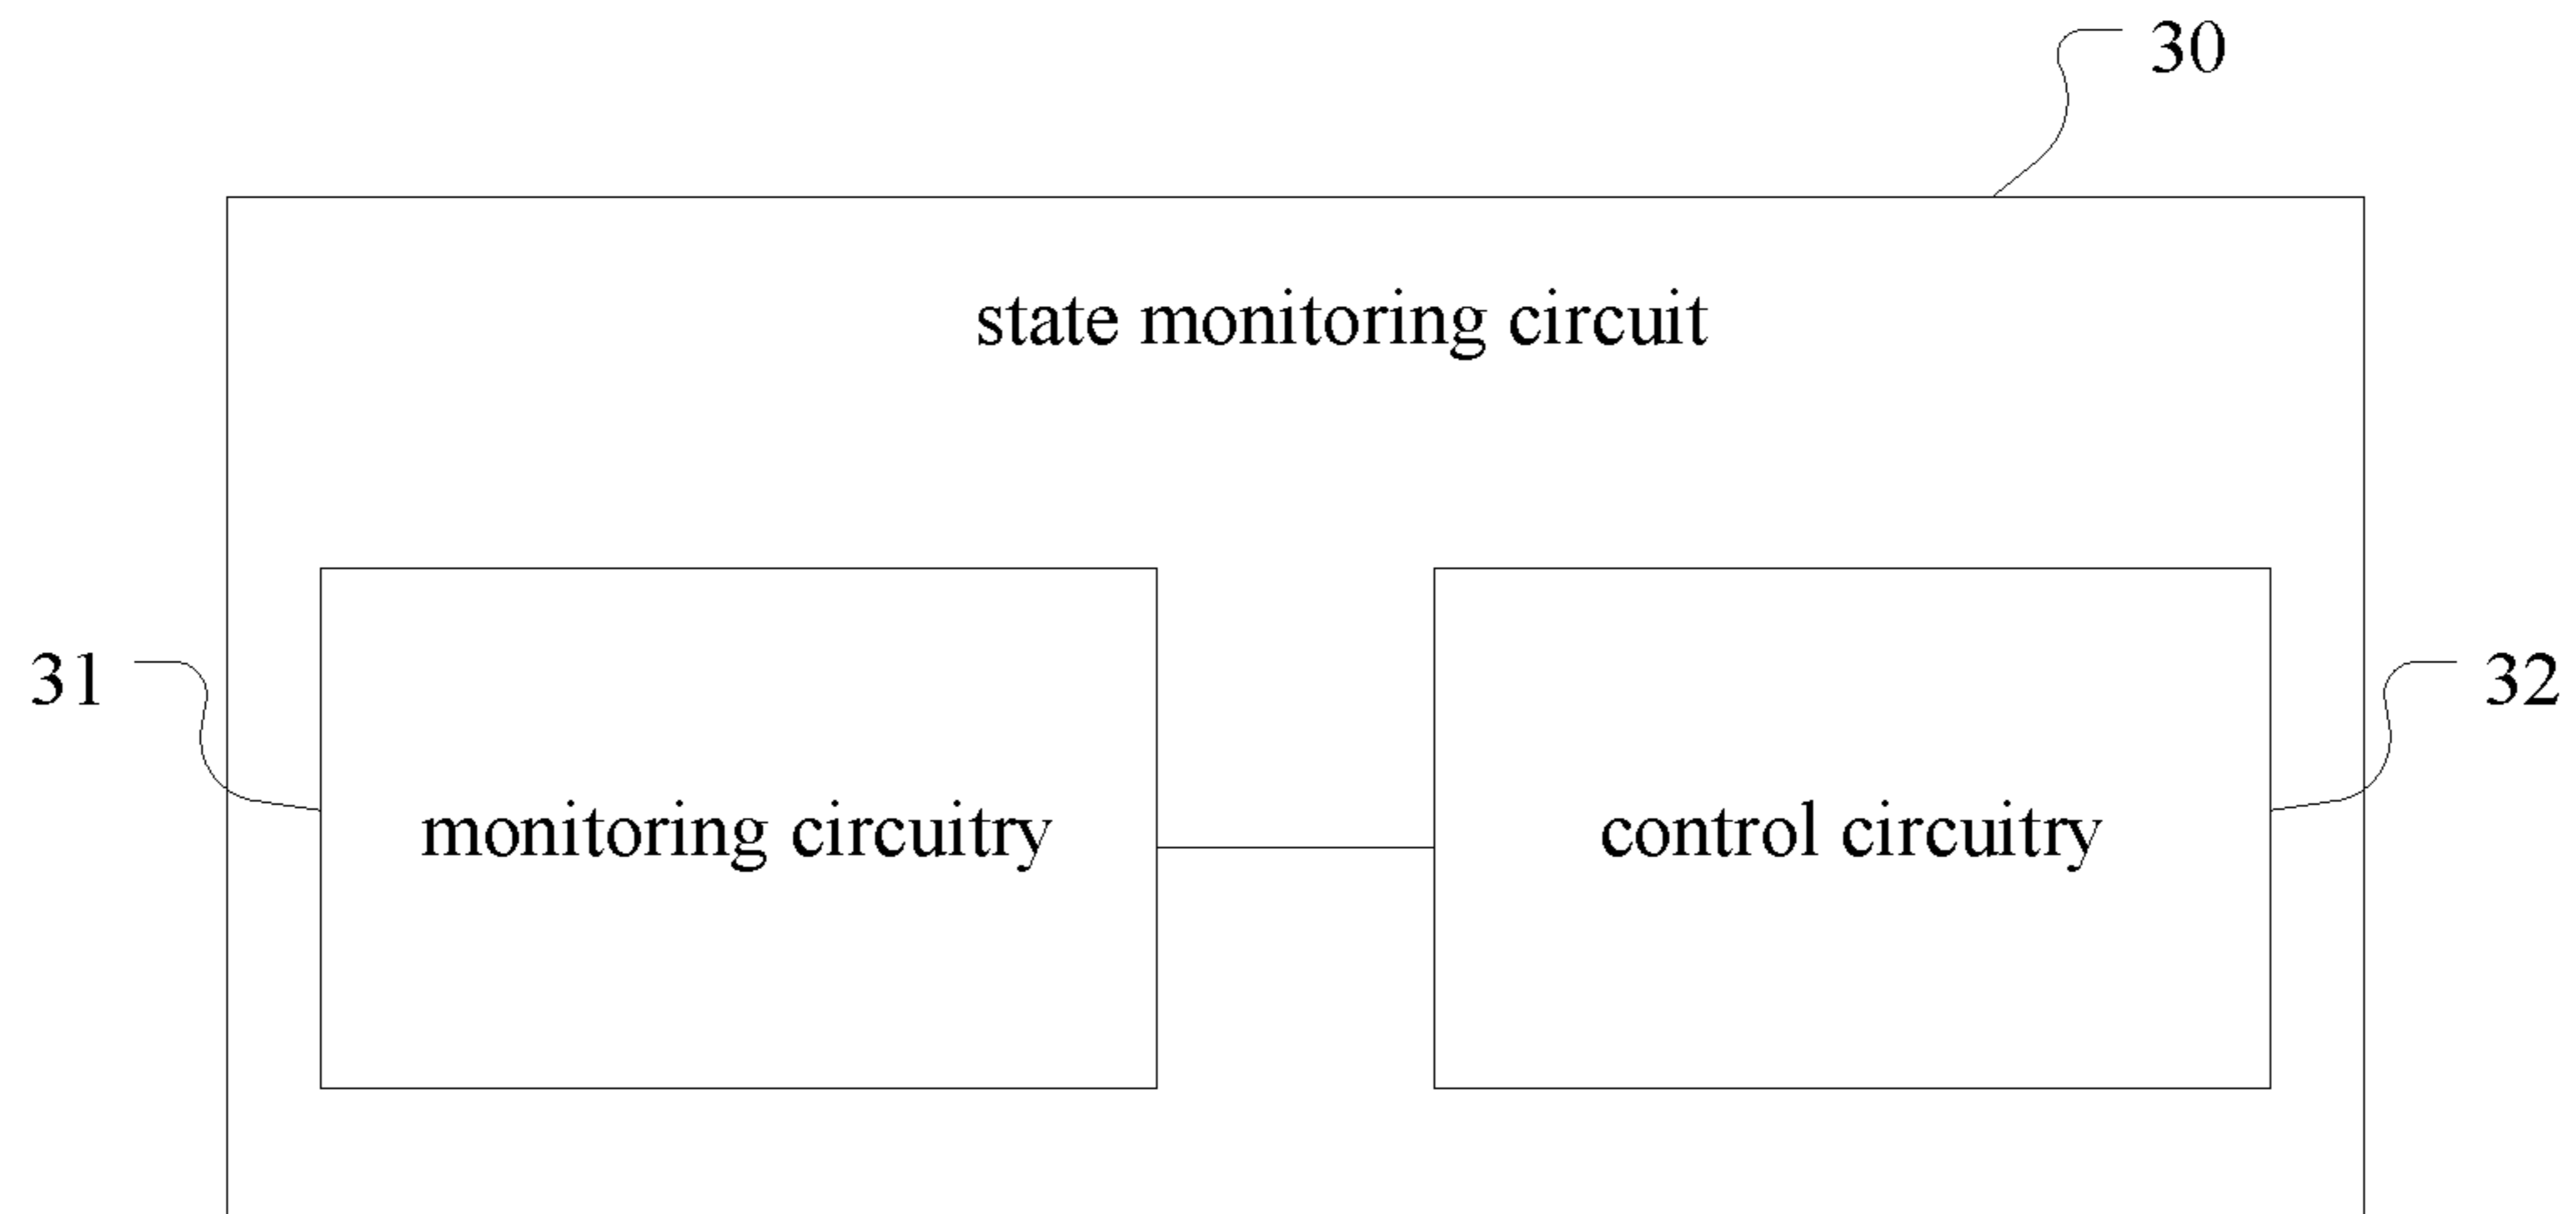 30
state monitoring circuit
31
32
monitoring circuitry
control circuitry